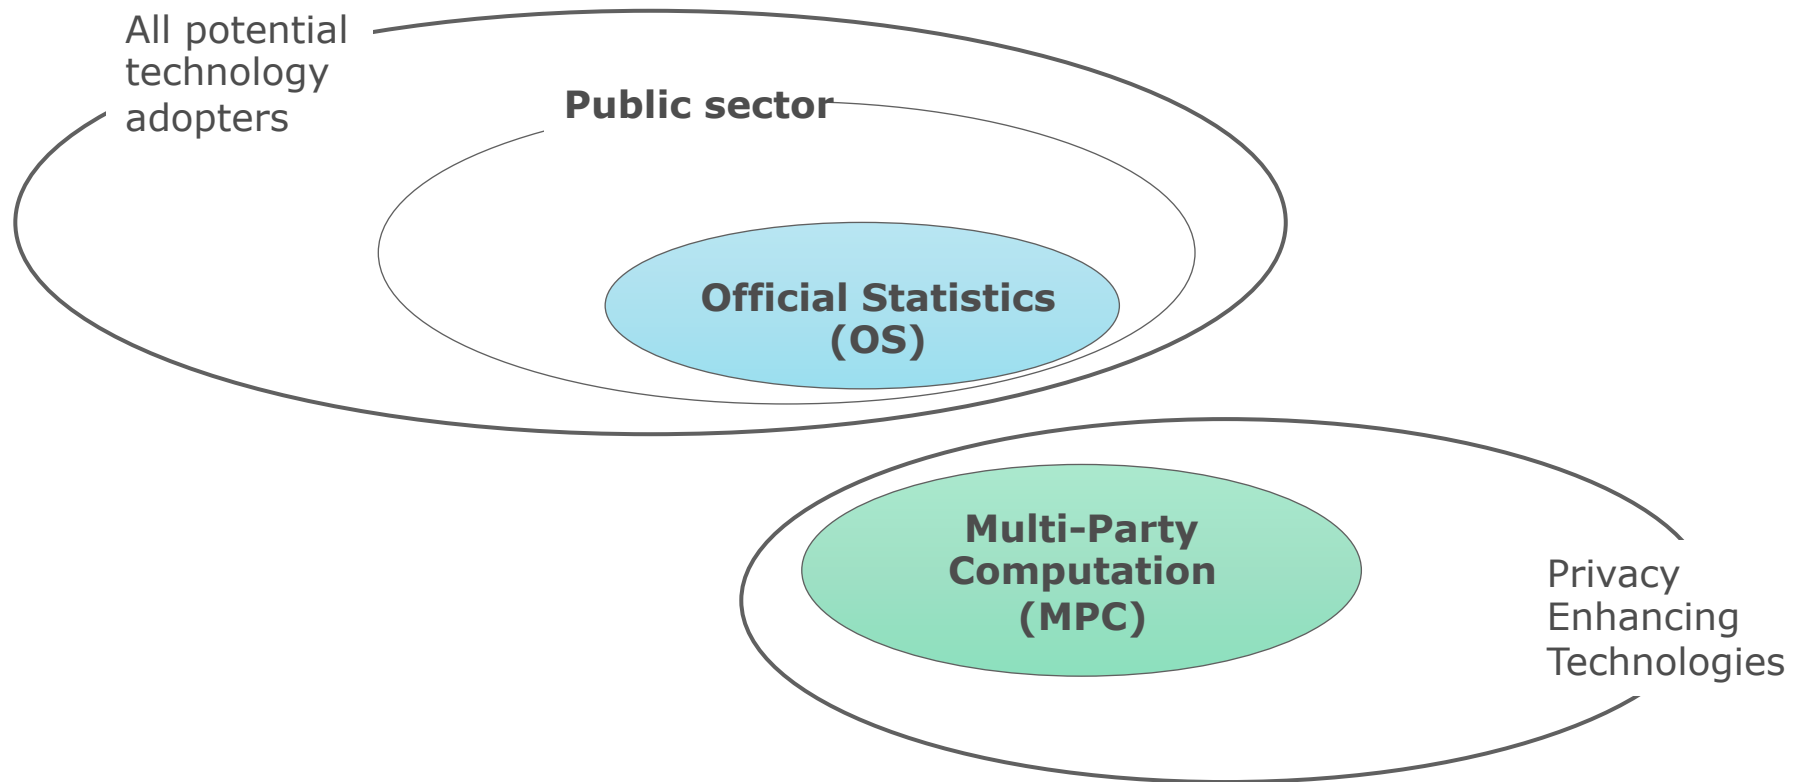 All potential
technology
adopters
Public sector
Official Statistics
(OS)
Multi-Party
Computation
(MPC)
Privacy
Enhancing
Technologies